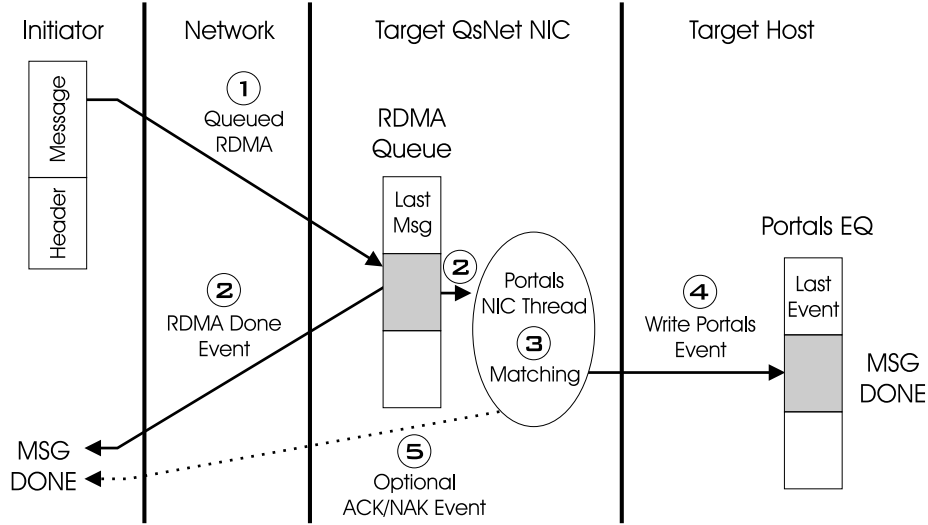 Initiator
Network
Target QsNet NIC
Target Host
Message
Header
1
Queued
RDMA
RDMA
Queue
Last
Msg
2
RDMA Done
Event
2
Portals
NIC Thread
3
Matching
4
Write Portals
Event
Portals EQ
Last
Event
MSG
DONE
MSG
DONE
5
Optional
ACK/NAK Event